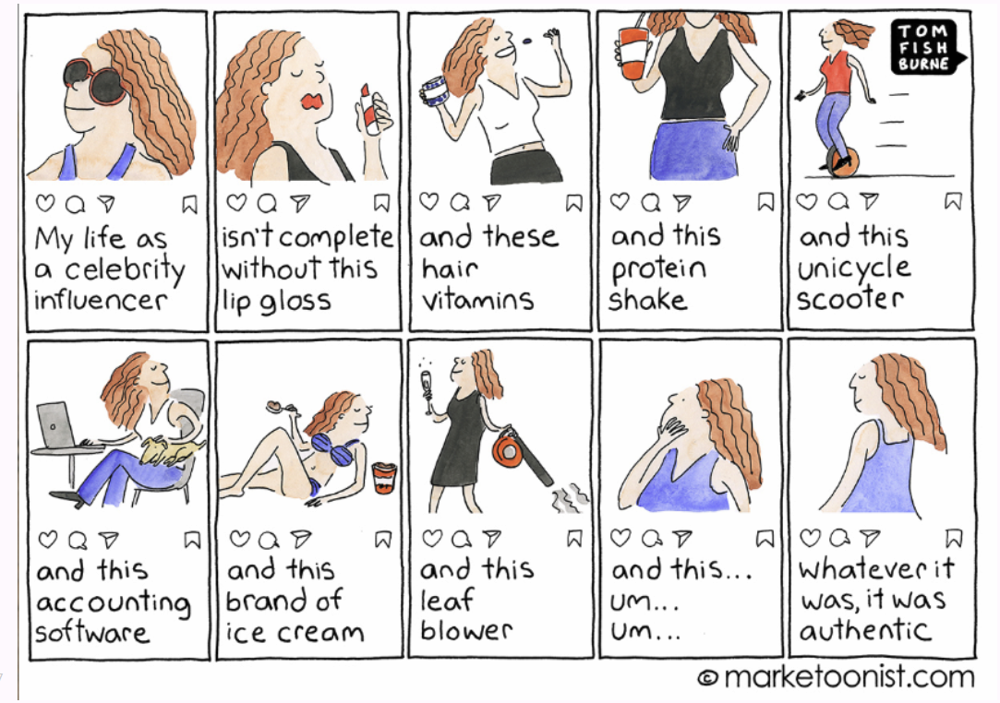 TOM
FISH
BURNE
My life as
a celebrity
influencer
isn't complete
without this
lip gloss
and these
hair
vitamins
and this
protein
shake
and this
unicycle
scooter
and this
accounting
software
and this
brand of
ice cream
and this
leaf
blower
and this...
um...
um...
whatever it
was, it was
authentic
© marketoonist.com